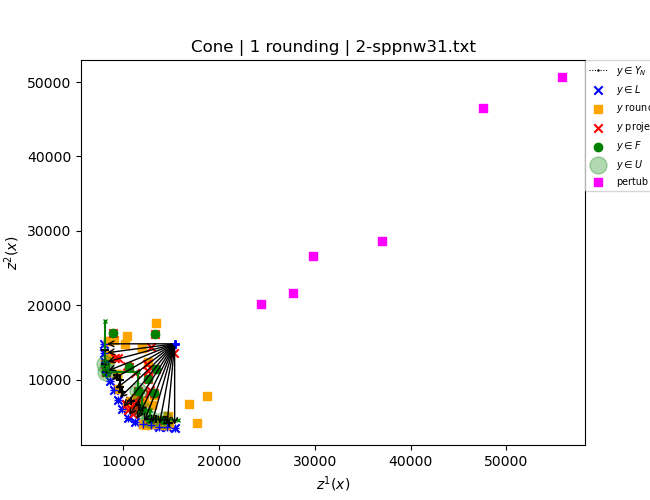 Cone | 1 rounding | 2-sppnw31.txt
50000
40000
30000
20000
10000
z²(x)
10000 20000 30000 40000 50000
z¹(x)
y ∈ Y_N
y ∈ L
y roun
y proje
y ∈ F
y ∈ U
pertub